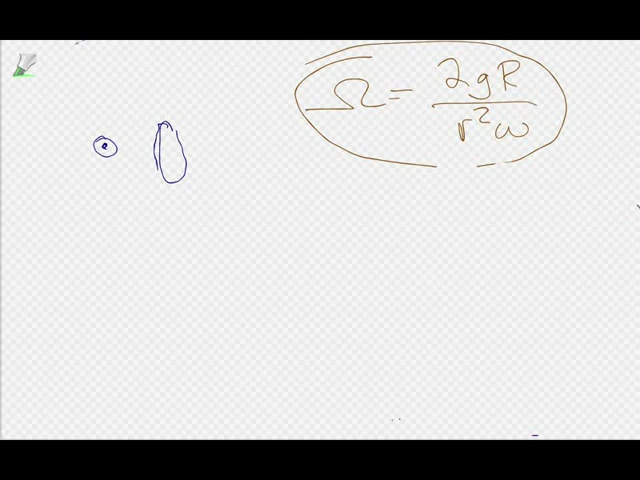 Ω = 2gR / r²ω